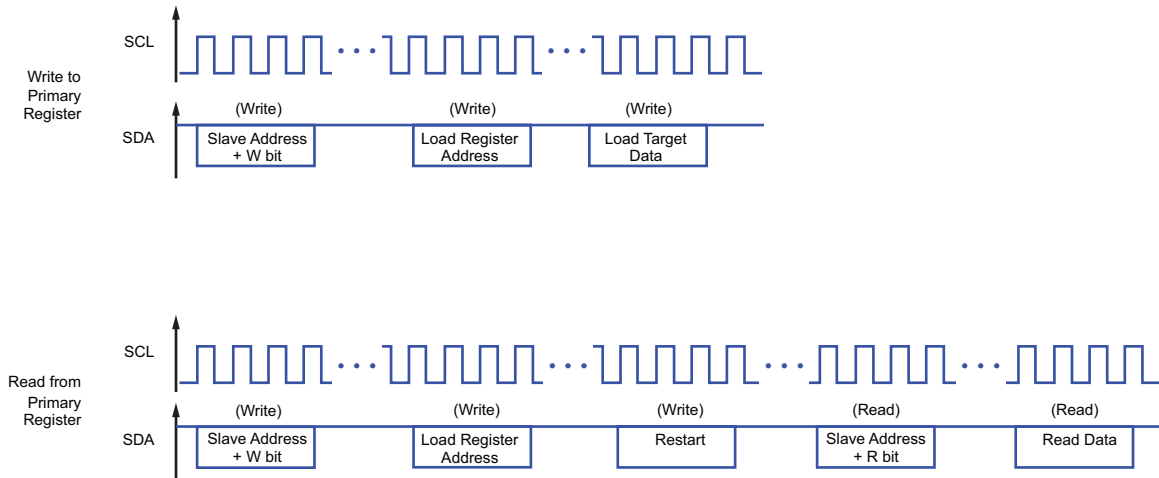 SCL
Write to
Primary
Register
(Write) (Write) (Write)
SDA
Slave Address
+ W bit
Load Register
Address
Load Target
Data
SCL
Read from
Primary
Register
(Write) (Write) (Write) (Read) (Read)
SDA
Slave Address
+ W bit
Load Register
Address
Restart
Slave Address
+ R bit
Read Data